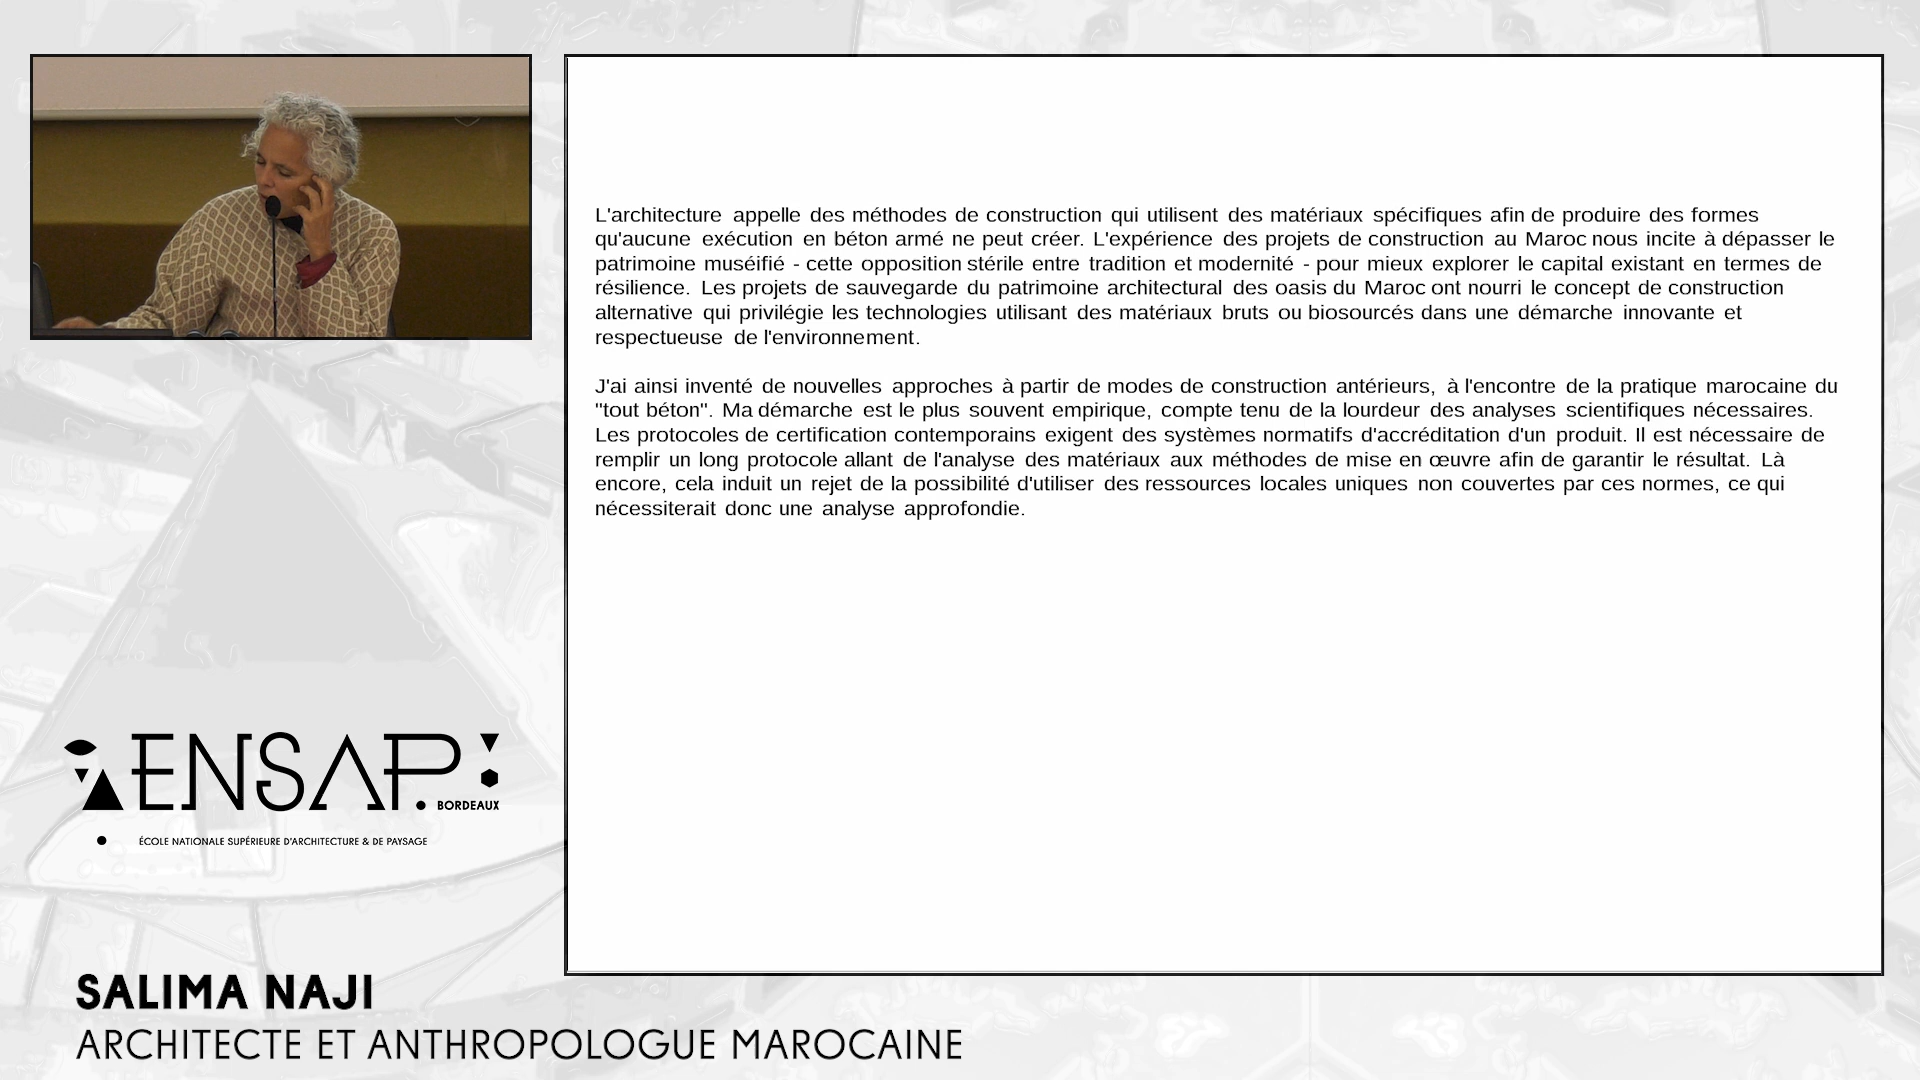 L'architecture appelle des méthodes de construction qui utilisent des matériaux spécifiques afin de produire des formes
qu'aucune exécution en béton armé ne peut créer. L'expérience des projets de construction au Maroc nous incite à dépasser le
patrimoine muséifié - cette opposition stérile entre tradition et modernité - pour mieux explorer le capital existant en termes de
résilience. Les projets de sauvegarde du patrimoine architectural des oasis du Maroc ont nourri le concept de construction
alternative qui privilégie les technologies utilisant des matériaux bruts ou biosourcés dans une démarche innovante et
respectueuse de l'environnement.
J'ai ainsi inventé de nouvelles approches à partir de modes de construction antérieurs, à l'encontre de la pratique marocaine du
"tout béton". Ma démarche est le plus souvent empirique, compte tenu de la lourdeur des analyses scientifiques nécessaires.
Les protocoles de certification contemporains exigent des systèmes normatifs d'accréditation d'un produit. Il est nécessaire de
remplir un long protocole allant de l'analyse des matériaux aux méthodes de mise en œuvre afin de garantir le résultat. Là
encore, cela induit un rejet de la possibilité d'utiliser des ressources locales uniques non couvertes par ces normes, ce qui
nécessiterait donc une analyse approfondie.
ENSAP.
BORDEAUX
ÉCOLE NATIONALE SUPÉRIEURE D'ARCHITECTURE & DE PAYSAGE
SALIMA NAJI
ARCHITECTE ET ANTHROPOLOGUE MAROCAINE